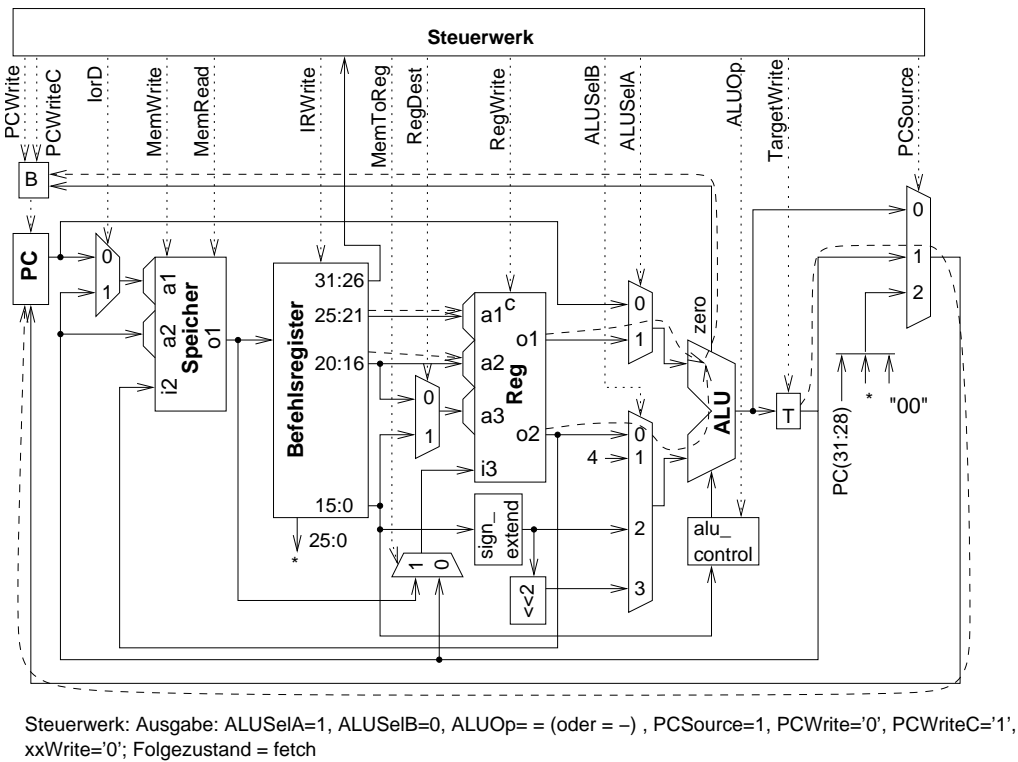 Steuerwerk
PCWrite
PCWriteC
IorD
MemWrite
MemRead
IRWrite
MemToReg
RegDest
RegWrite
ALUSelB
ALUSelA
ALUOp
TargetWrite
PCSource
B
PC
0
1
a1
a2
i2
Speicher
o1
Befehlsregister
31:26
25:21
20:16
15:0
25:0
*
0
1
1
0
c
a1
a2
a3
i3
Reg
o1
o2
sign_
extend
<<2
0
1
4
0
1
2
3
zero
ALU
alu_
control
T
0
1
2
PC(31:28)
*
"00"
Steuerwerk: Ausgabe: ALUSelA=1, ALUSelB=0, ALUOp= = (oder = −) , PCSource=1, PCWrite='0', PCWriteC='1',
xxWrite='0'; Folgezustand = fetch